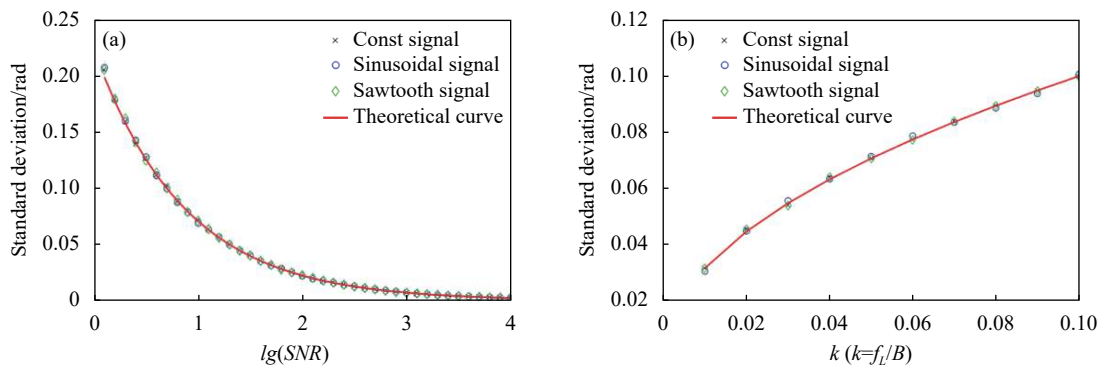 0.25
0.20
0.15
0.10
0.05
0
0 1 2 3 4
Standard deviation/rad
lg(SNR)
(a)
Const signal
Sinusoidal signal
Sawtooth signal
Theoretical curve
0.12
0.10
0.08
0.06
0.04
0.02
0 0.02 0.04 0.06 0.08 0.10
Standard deviation/rad
k (k=f_L/B)
(b)
Const signal
Sinusoidal signal
Sawtooth signal
Theoretical curve